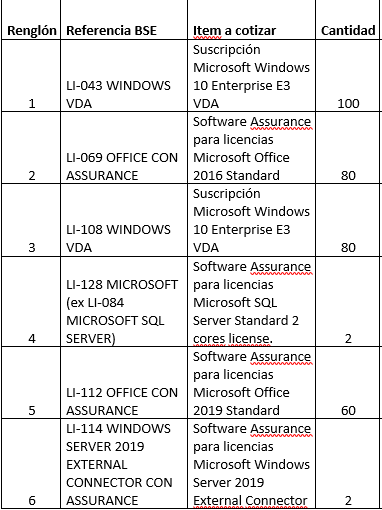 Renglón Referencia BSE Item a cotizar Cantidad
Suscripción
Microsoft Windows
LI-043 WINDOWS 10 Enterprise E3
1 VDA VDA 100
Software Assurance
para licencias
LI-069 OFFICE CON Microsoft Office
2 ASSURANCE 2016 Standard 80
Suscripción
Microsoft Windows
LI-108 WINDOWS 10 Enterprise E3
3 VDA VDA 80
Software Assurance
LI-128 MICROSOFT para licencias
(ex LI-084 Microsoft SQL
MICROSOFT SQL Server Standard 2
4 SERVER) cores license. 2
Software Assurance
para licencias
LI-112 OFFICE CON Microsoft Office
5 ASSURANCE 2019 Standard 60
LI-114 WINDOWS Software Assurance
SERVER 2019 para licencias
EXTERNAL Microsoft Windows
CONNECTOR CON Server 2019
6 ASSURANCE External Connector 2